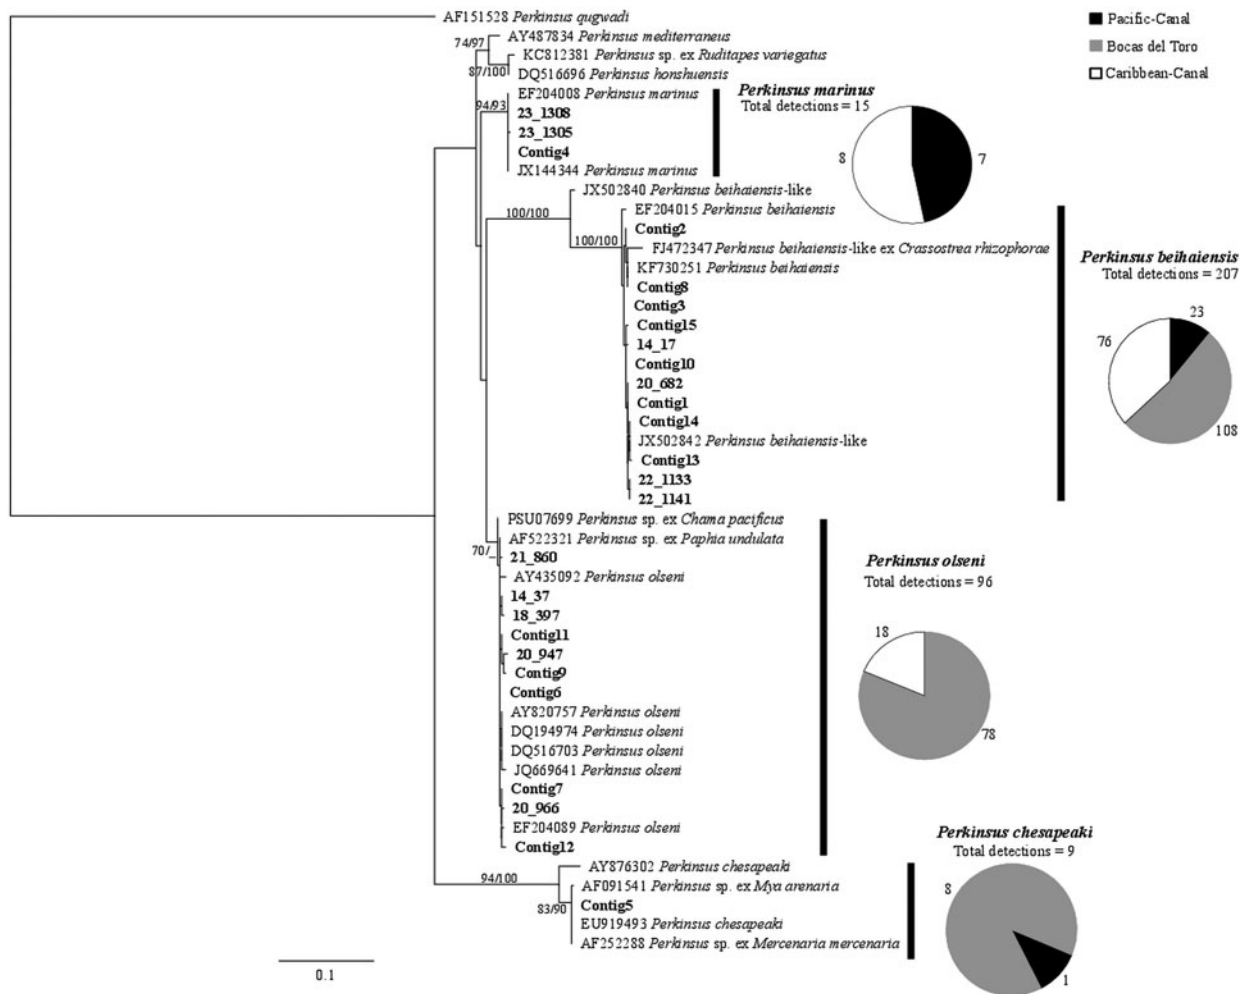 AF151528 Perkinsus qugwadi
AY487834 Perkinsus mediterraneus
74/97
KC812381 Perkinsus sp. ex Ruditapes variegatus
87/100
DQ516696 Perkinsus honshuensis
EF204008 Perkinsus marinus
94/93
23_1308
23_1305
Contig4
JX144344 Perkinsus marinus
JX502840 Perkinsus beihaiensis-like
100/100
EF204015 Perkinsus beihaiensis
Contig2
100/100
FJ472347 Perkinsus beihaiensis-like ex Crassostrea rhizophorae
KF730251 Perkinsus beihaiensis
Contig8
Contig3
Contig15
14_17
Contig10
20_682
Contig1
Contig14
JX502842 Perkinsus beihaiensis-like
Contig13
22_1133
22_1141
PSU07699 Perkinsus sp. ex Chama pacificus
AF522321 Perkinsus sp. ex Paphia undulata
70/_
21_860
AY435092 Perkinsus olseni
14_37
18_397
Contig11
20_947
Contig9
Contig6
AY820757 Perkinsus olseni
DQ194974 Perkinsus olseni
DQ516703 Perkinsus olseni
JQ669641 Perkinsus olseni
Contig7
20_966
EF204089 Perkinsus olseni
Contig12
AY876302 Perkinsus chesapeaki
94/100
AF091541 Perkinsus sp. ex Mya arenaria
83/90
Contig5
EU919493 Perkinsus chesapeaki
AF252288 Perkinsus sp. ex Mercenaria mercenaria
0.1
Pacific-Canal
Bocas del Toro
Caribbean-Canal
Perkinsus marinus
Total detections = 15
8
7
Perkinsus beihaiensis
Total detections = 207
23
76
108
Perkinsus olseni
Total detections = 96
18
78
Perkinsus chesapeaki
Total detections = 9
8
1